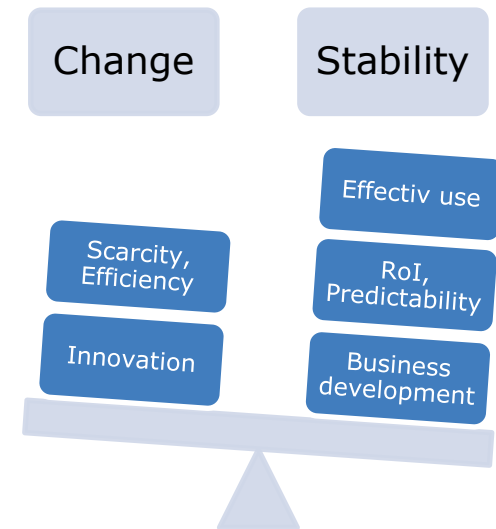 Change
Stability
Effectiv use
Scarcity,
Efficiency
RoI,
Predictability
Innovation
Business
development